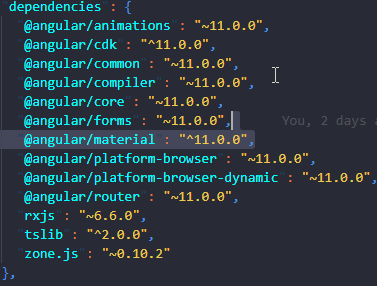 "dependencies": {
"@angular/animations": "~11.0.0",
"@angular/cdk": "^11.0.0",
"@angular/common": "~11.0.0",
"@angular/compiler": "~11.0.0",
"@angular/core": "~11.0.0",
"@angular/forms": "~11.0.0", You, 2 days a
"@angular/material": "^11.0.0",
"@angular/platform-browser": "~11.0.0",
"@angular/platform-browser-dynamic": "~11.0.0",
"@angular/router": "~11.0.0",
"rxjs": "~6.6.0",
"tslib": "^2.0.0",
"zone.js": "~0.10.2"
},